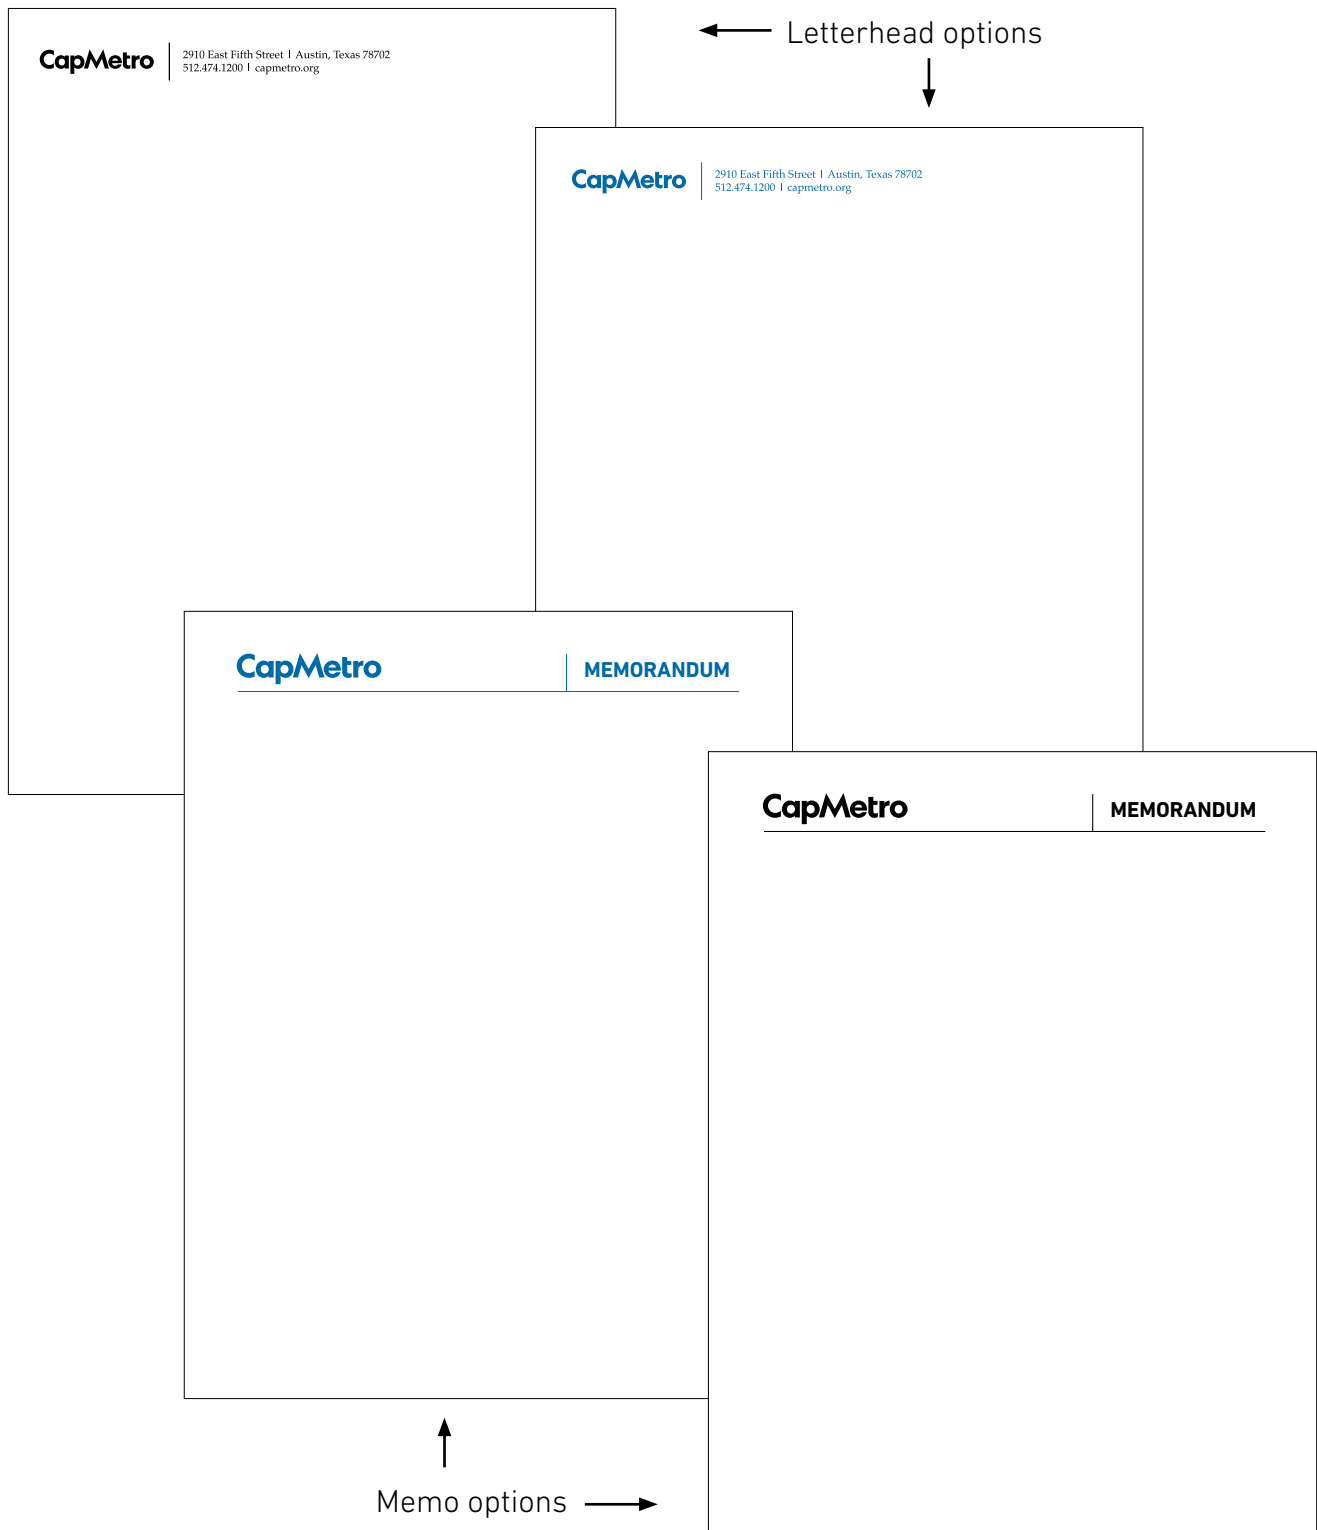 Letterhead options
CapMetro
2910 East Fifth Street | Austin, Texas 78702
512.474.1200 | capmetro.org
CapMetro
2910 East Fifth Street | Austin, Texas 78702
512.474.1200 | capmetro.org
CapMetro
MEMORANDUM
CapMetro
MEMORANDUM
Memo options